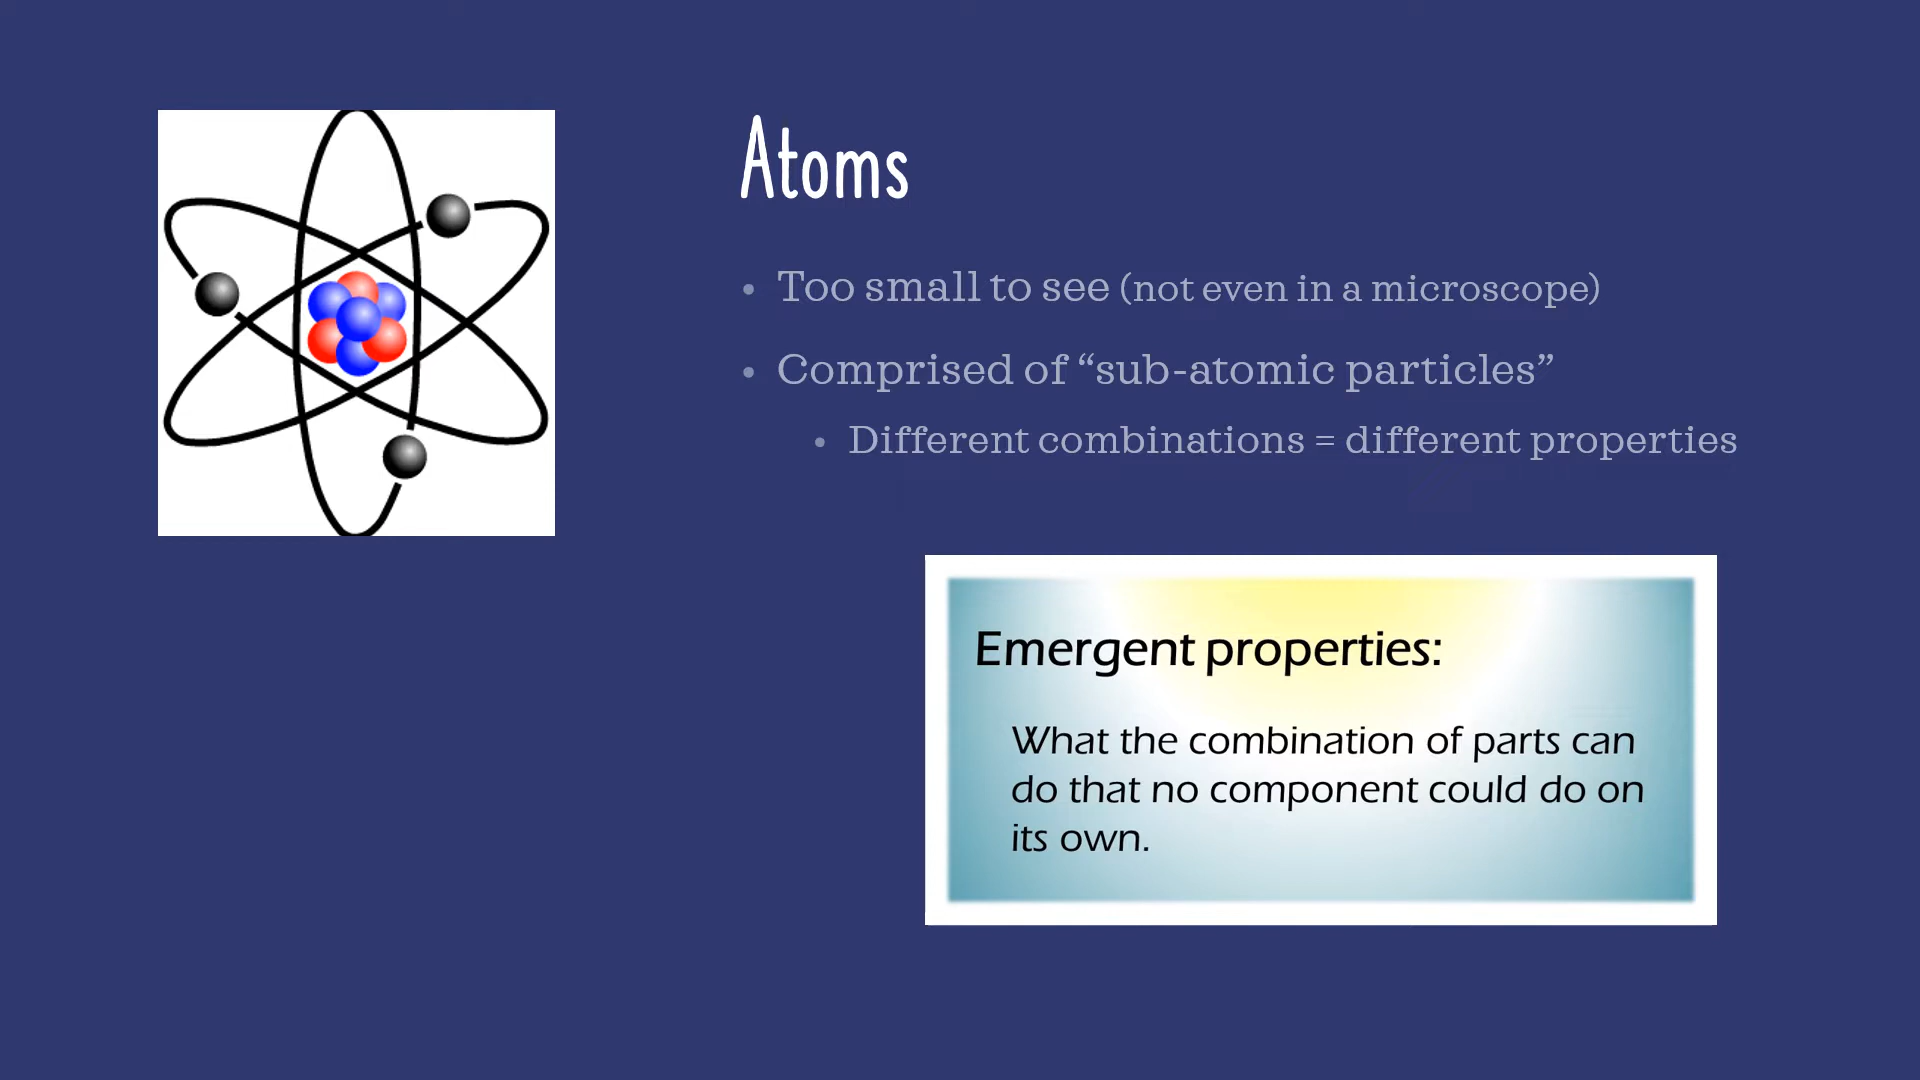 Atoms
• Too small to see (not even in a microscope)
• Comprised of “sub-atomic particles”
• Different combinations = different properties
Emergent properties:
What the combination of parts can
do that no component could do on
its own.